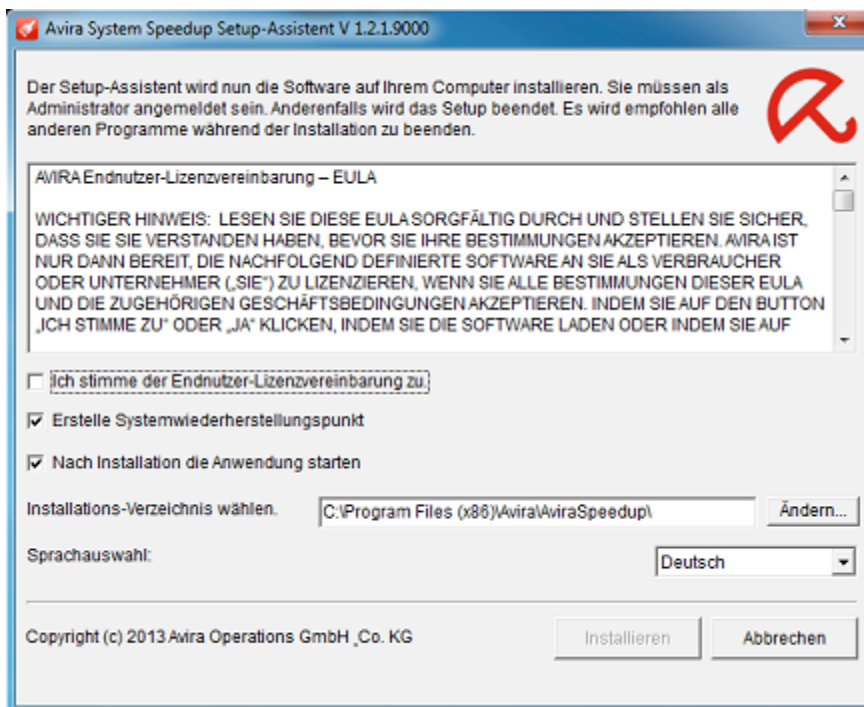 Avira System Speedup Setup-Assistent V 1.2.1.9000
Der Setup-Assistent wird nun die Software auf Ihrem Computer installieren. Sie müssen als
Administrator angemeldet sein. Anderenfalls wird das Setup beendet. Es wird empfohlen alle
anderen Programme während der Installation zu beenden.
AVIRA Endnutzer-Lizenzvereinbarung – EULA
WICHTIGER HINWEIS: LESEN SIE DIESE EULA SORGFÄLTIG DURCH UND STELLEN SIE SICHER,
DASS SIE SIE VERSTANDEN HABEN, BEVOR SIE IHRE BESTIMMUNGEN AKZEPTIEREN. AVIRA IST
NUR DANN BEREIT, DIE NACHFOLGEND DEFINIERTE SOFTWARE AN SIE ALS VERBRAUCHER
ODER UNTERNEHMER („SIE“) ZU LIZENZIEREN, WENN SIE ALLE BESTIMMUNGEN DIESER EULA
UND DIE ZUGEHÖRIGEN GESCHÄFTSBEDINGUNGEN AKZEPTIEREN. INDEM SIE AUF DEN BUTTON
„ICH STIMME ZU“ ODER „JA“ KLICKEN, INDEM SIE DIE SOFTWARE LADEN ODER INDEM SIE AUF
Ich stimme der Endnutzer-Lizenzvereinbarung zu.
Erstelle Systemwiederherstellungspunkt
Nach Installation die Anwendung starten
Installations-Verzeichnis wählen. C:\Program Files (x86)\Avira\AviraSpeedup\ Ändern...
Sprachauswahl: Deutsch
Copyright (c) 2013 Avira Operations GmbH _Co. KG Installieren Abbrechen